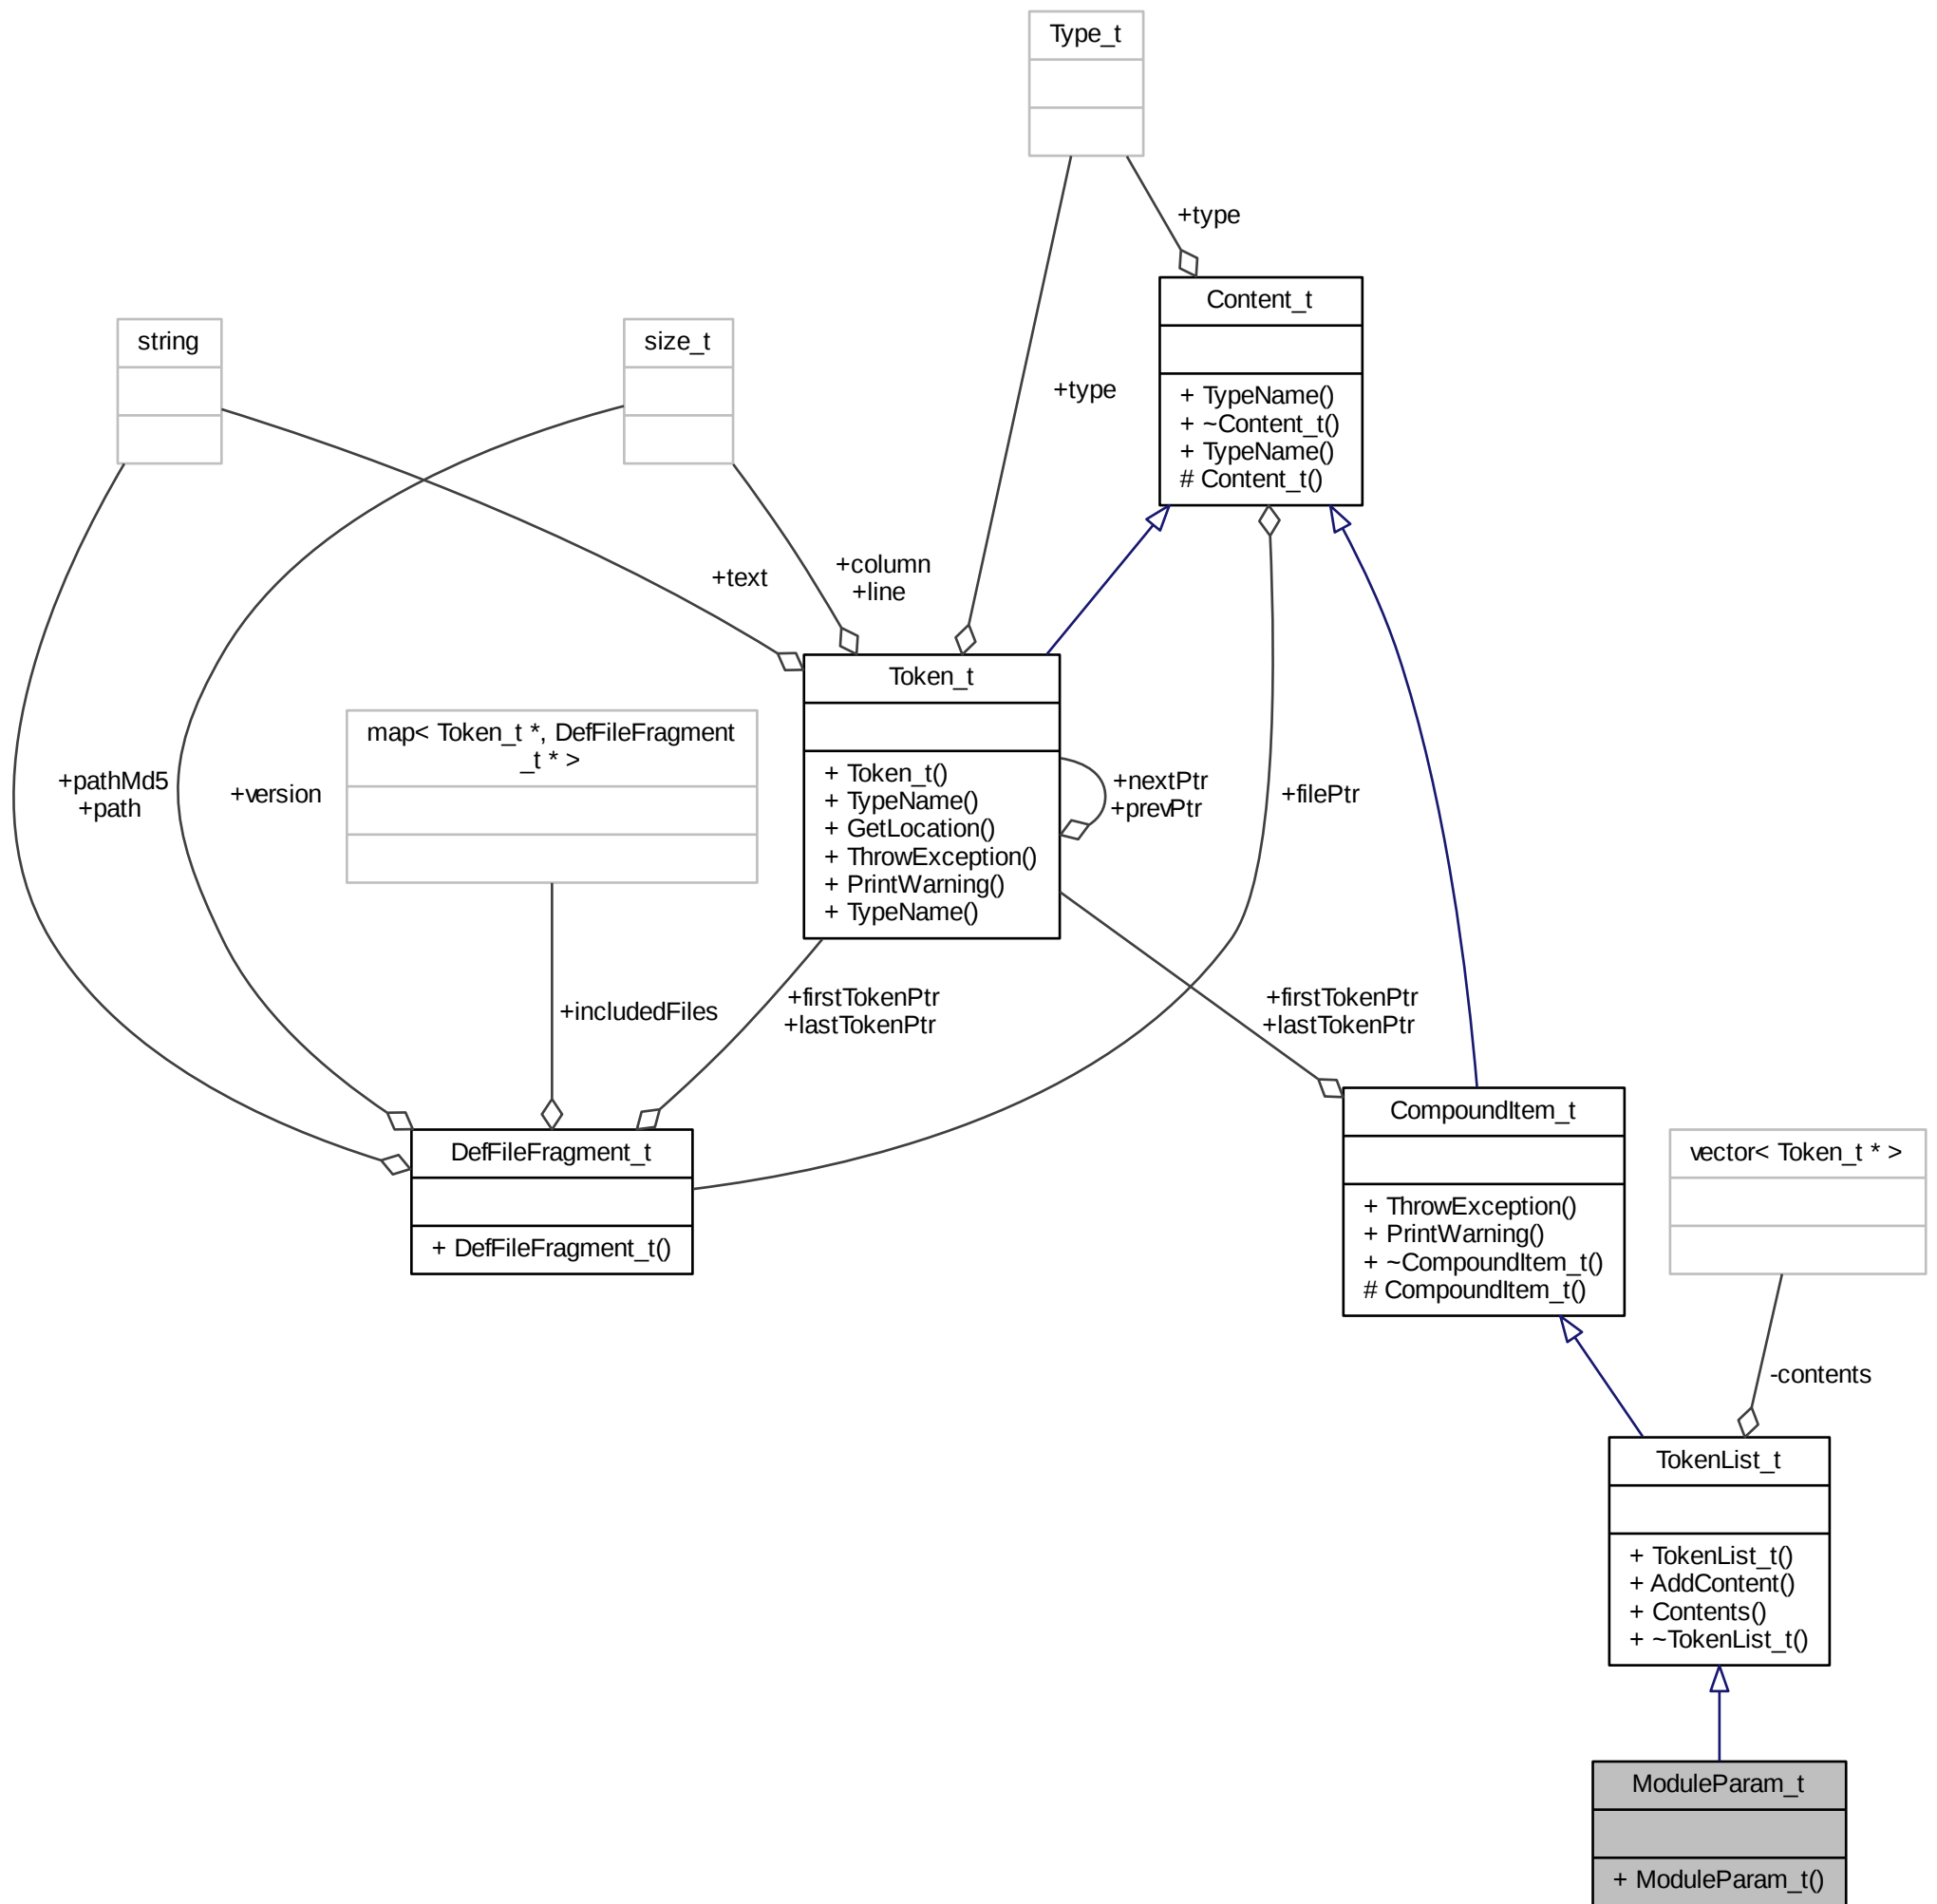 Type_t
+type
Content_t
+ TypeName()
+ ~Content_t()
+ TypeName()
# Content_t()
string
size_t
+type
+text
+column
+line
Token_t
+ Token_t()
+ TypeName()
+ GetLocation()
+ ThrowException()
+ PrintWarning()
+ TypeName()
+nextPtr
+prevPtr
map< Token_t *, DefFileFragment
_t * >
+pathMd5
+path
+version
+filePtr
+includedFiles
+firstTokenPtr
+lastTokenPtr
+firstTokenPtr
+lastTokenPtr
DefFileFragment_t
+ DefFileFragment_t()
CompoundItem_t
+ ThrowException()
+ PrintWarning()
+ ~CompoundItem_t()
# CompoundItem_t()
vector< Token_t * >
-contents
TokenList_t
+ TokenList_t()
+ AddContent()
+ Contents()
+ ~TokenList_t()
ModuleParam_t
+ ModuleParam_t()